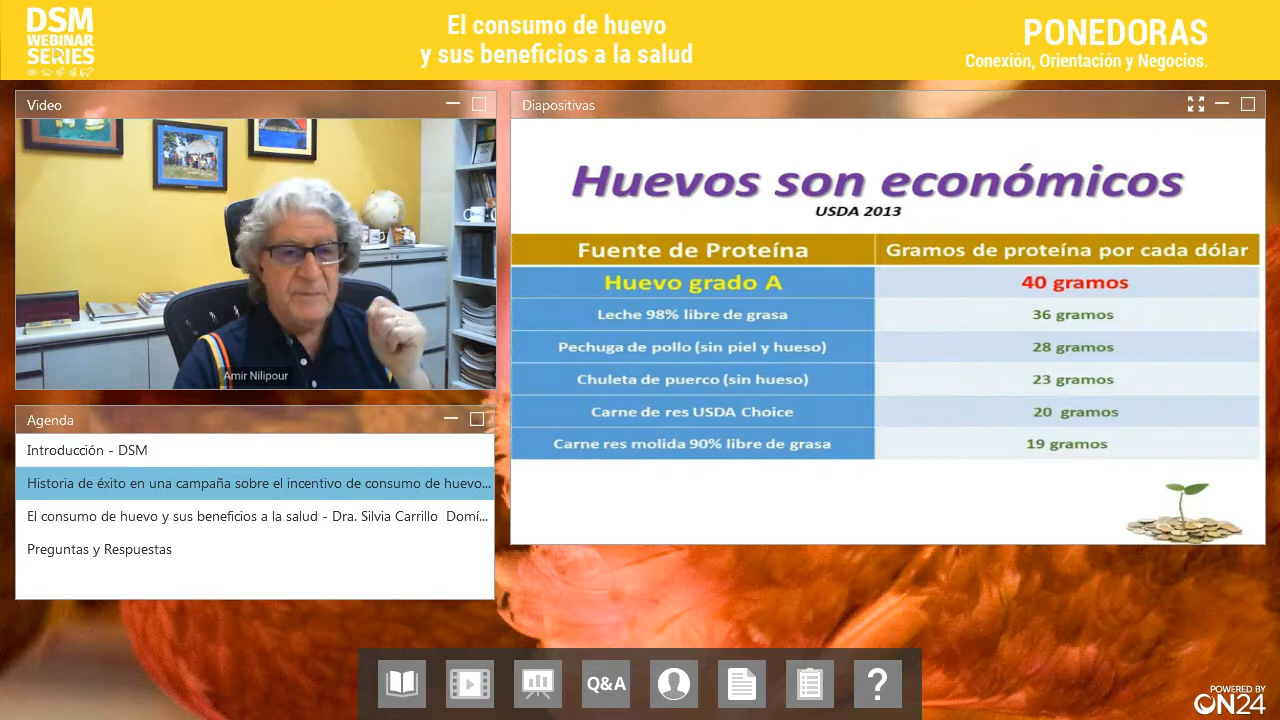 DSM
WEBINAR
SERIES
El consumo de huevo
y sus beneficios a la salud
PONEDORAS
Conexión, Orientación y Negocios.
Video
Amir Nilipour
Agenda
Introducción - DSM
Historia de éxito en una campaña sobre el incentivo de consumo de huevo...
El consumo de huevo y sus beneficios a la salud - Dra. Silvia Carrillo Domí...
Preguntas y Respuestas
Diapositivas
Huevos son económicos
USDA 2013
Fuente de Proteína Gramos de proteína por cada dólar
Huevo grado A 40 gramos
Leche 98% libre de grasa 36 gramos
Pechuga de pollo (sin piel y hueso) 28 gramos
Chuleta de puerco (sin hueso) 23 gramos
Carne de res USDA Choice 20 gramos
Carne res molida 90% libre de grasa 19 gramos
Q&A
?
POWERED BY
ON24